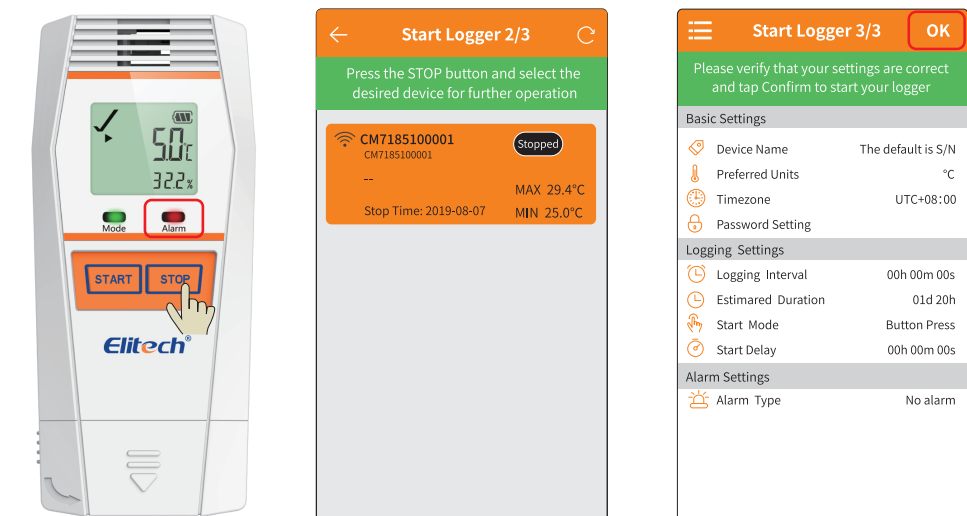 5.0℃
32.2%
Mode
Alarm
START
STOP
Elitech®
Start Logger 2/3
Press the STOP button and select the
desired device for further operation
CM7185100001
Stopped
CM7185100001
--
MAX 29.4°C
Stop Time: 2019-08-07
MIN 25.0°C
Start Logger 3/3
OK
Please verify that your settings are correct
and tap Confirm to start your logger
Basic Settings
Device Name The default is S/N
Preferred Units °C
Timezone UTC+08:00
Password Setting
Logging Settings
Logging Interval 00h 00m 00s
Estimared Duration 01d 20h
Start Mode Button Press
Start Delay 00h 00m 00s
Alarm Settings
Alarm Type No alarm